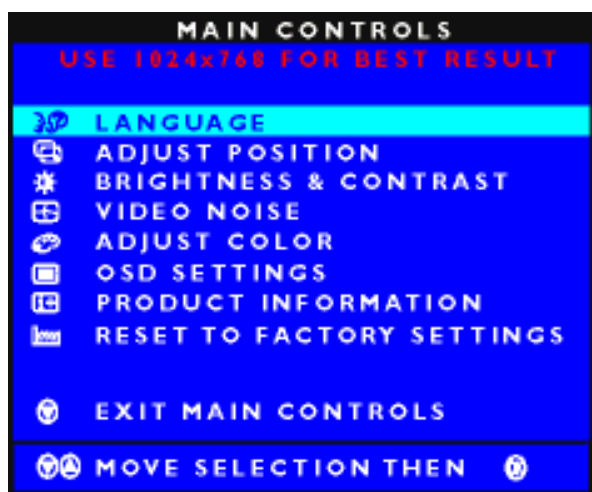 MAIN CONTROLS
USE 1024x768 FOR BEST RESULT
LANGUAGE
ADJUST POSITION
BRIGHTNESS & CONTRAST
VIDEO NOISE
ADJUST COLOR
OSD SETTINGS
PRODUCT INFORMATION
RESET TO FACTORY SETTINGS
EXIT MAIN CONTROLS
MOVE SELECTION THEN